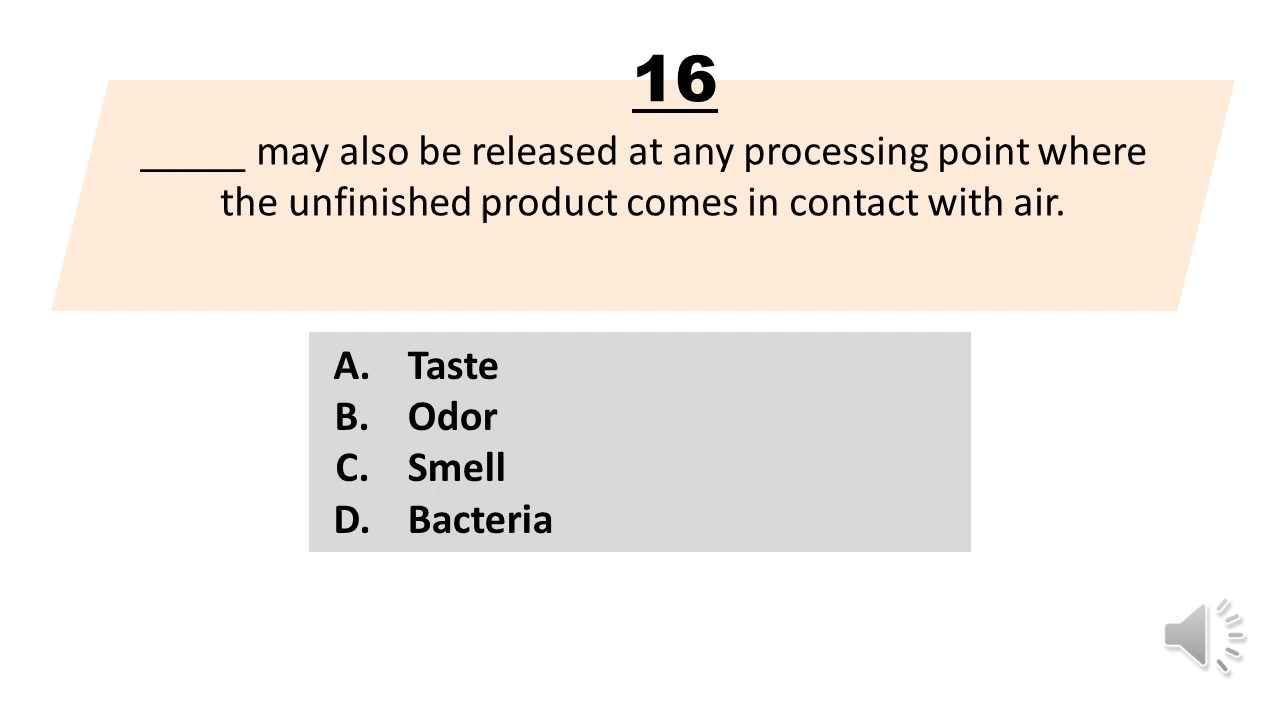 16
_____ may also be released at any processing point where
the unfinished product comes in contact with air.
A. Taste
B. Odor
C. Smell
D. Bacteria